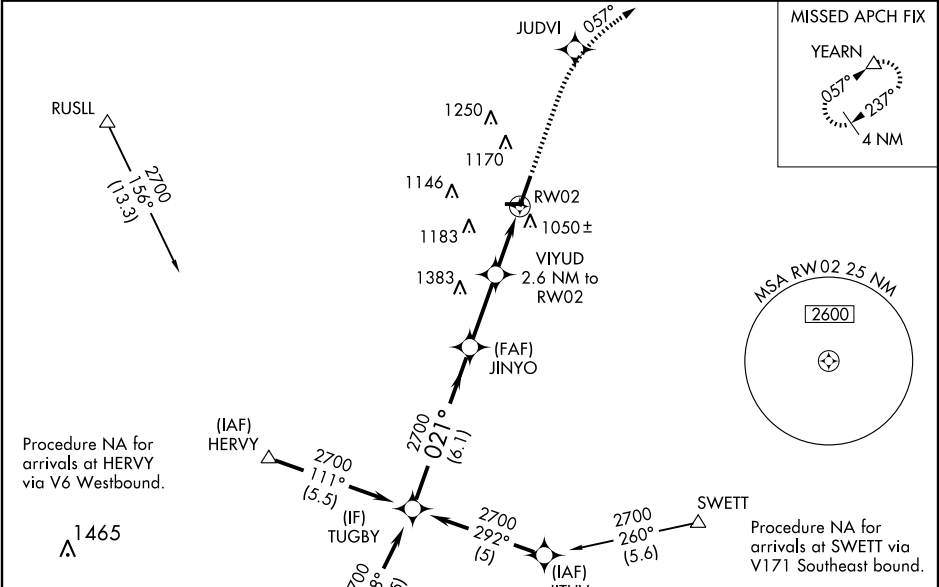 JUDVI
057°
MISSED APCH FIX
YEARN
057°
237°
4 NM
RUSLL
2700
156°
(13.3)
1250
1170
1146
RW02
1183
1050±
1383
VIYUD
2.6 NM to
RW02
MSA RW02 25 NM
2600
(FAF)
JINYO
2700
021°
(6.1)
(IAF)
HERVY
Procedure NA for
arrivals at HERVY
via V6 Westbound.
2700
111°
(5.5)
1465
(IF)
TUGBY
2700
292°
(5)
SWETT
2700
260°
(5.6)
Procedure NA for
arrivals at SWETT via
V171 Southeast bound.
(IAF)
2700